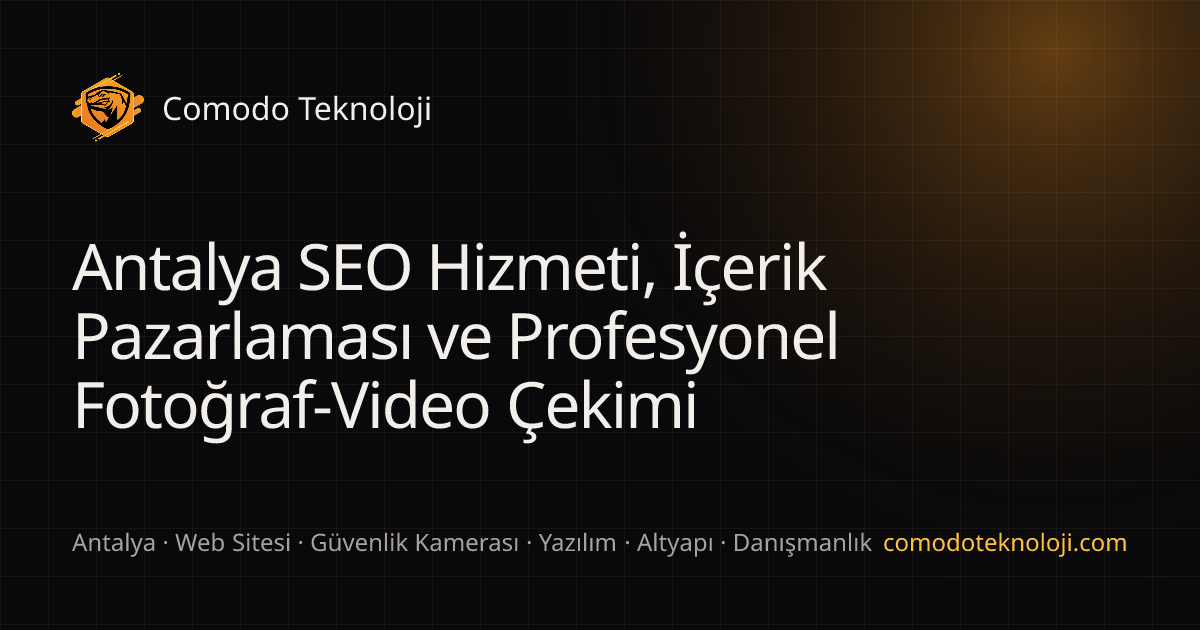 Comodo Teknoloji
Antalya SEO Hizmeti, İçerik
Pazarlaması ve Profesyonel
Fotoğraf-Video Çekimi
Antalya · Web Sitesi · Güvenlik Kamerası · Yazılım · Altyapı · Danışmanlık comodoteknoloji.com